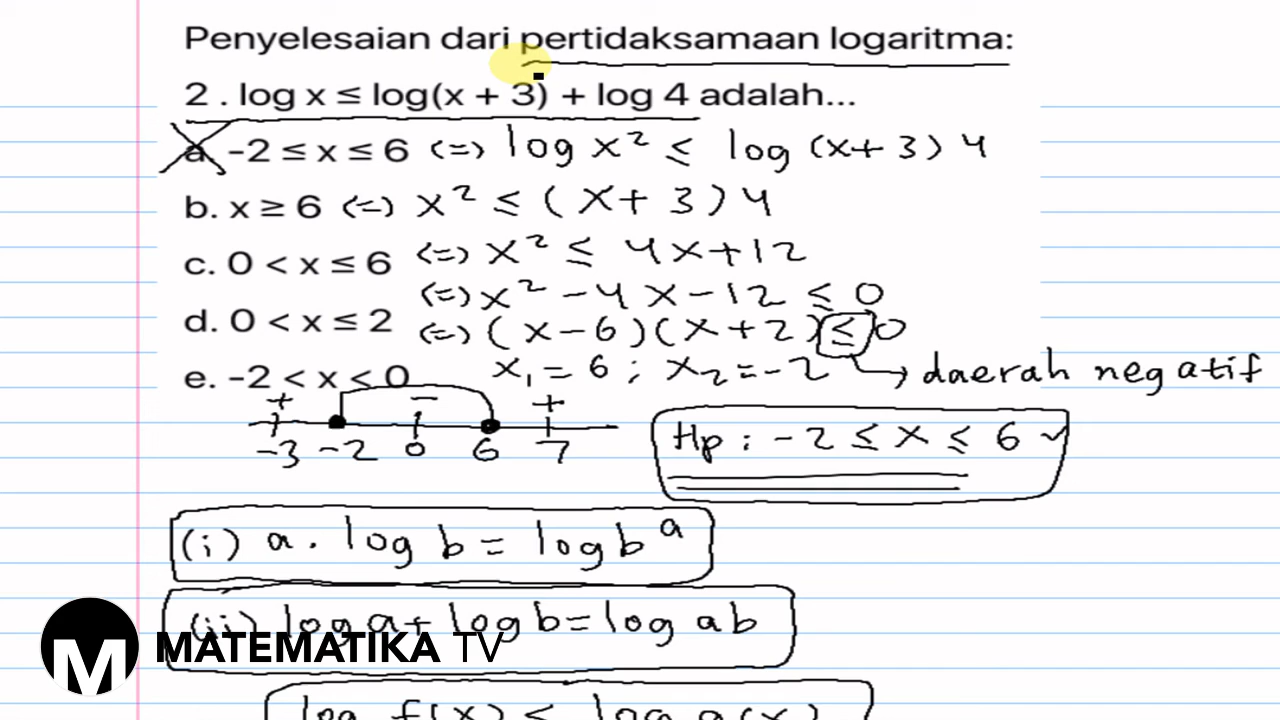 Penyelesaian dari pertidaksamaan logaritma:
2 . log x ≤ log(x + 3) + log 4 adalah...
a. -2 ≤ x ≤ 6 (=) log x² ≤ log (x+3)4
b. x ≥ 6 (=) x² ≤ (x+3)4
c. 0 < x ≤ 6 (=) x² ≤ 4x+12
(=) x² -4x-12 ≤ 0
d. 0 < x ≤ 2 (=) (x-6)(x+2) ≤ 0
e. -2 < x < 0 x₁ = 6 ; x₂ = -2 → daerah negatif
+ - +
-3 -2 0 6 7
Hp : -2 ≤ x ≤ 6 ✓
(i) a . log b = log bᵃ
(ii) log a + log b = log ab
MATEMATIKA TV
M
log f(x) ≤ log g(x)